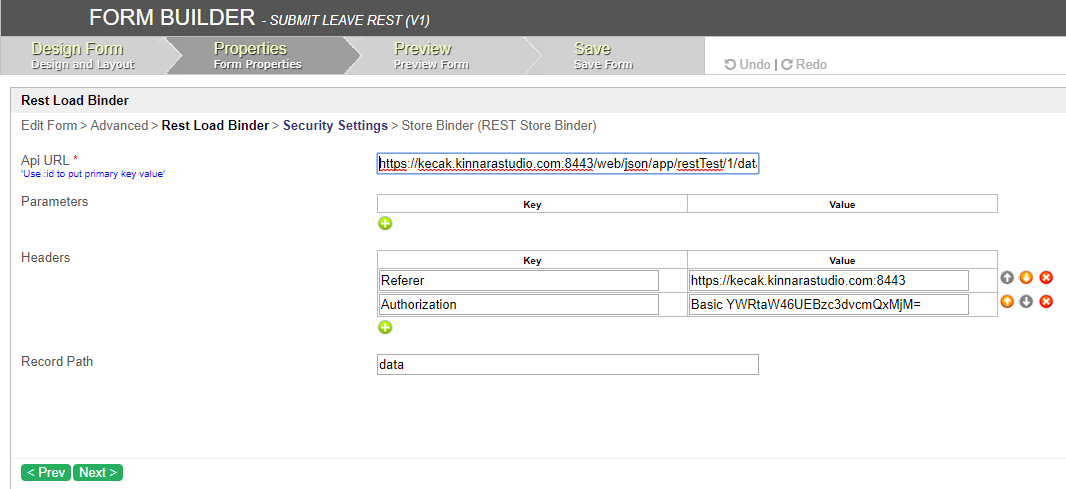 FORM BUILDER - SUBMIT LEAVE REST (V1)
Design Form
Design and Layout
Properties
Form Properties
Preview
Preview Form
Save
Save Form
Undo | Redo
Rest Load Binder
Edit Form > Advanced > Rest Load Binder > Security Settings > Store Binder (REST Store Binder)
Api URL *
'Use :id to put primary key value'
https://kecak.kinnarastudio.com:8443/web/json/app/restTest/1/data
Parameters
Key Value
Headers
Key Value
Referer https://kecak.kinnarastudio.com:8443
Authorization Basic YWRtaW46UEBzc3dvcmQxMjM=
Record Path
data
< Prev Next >